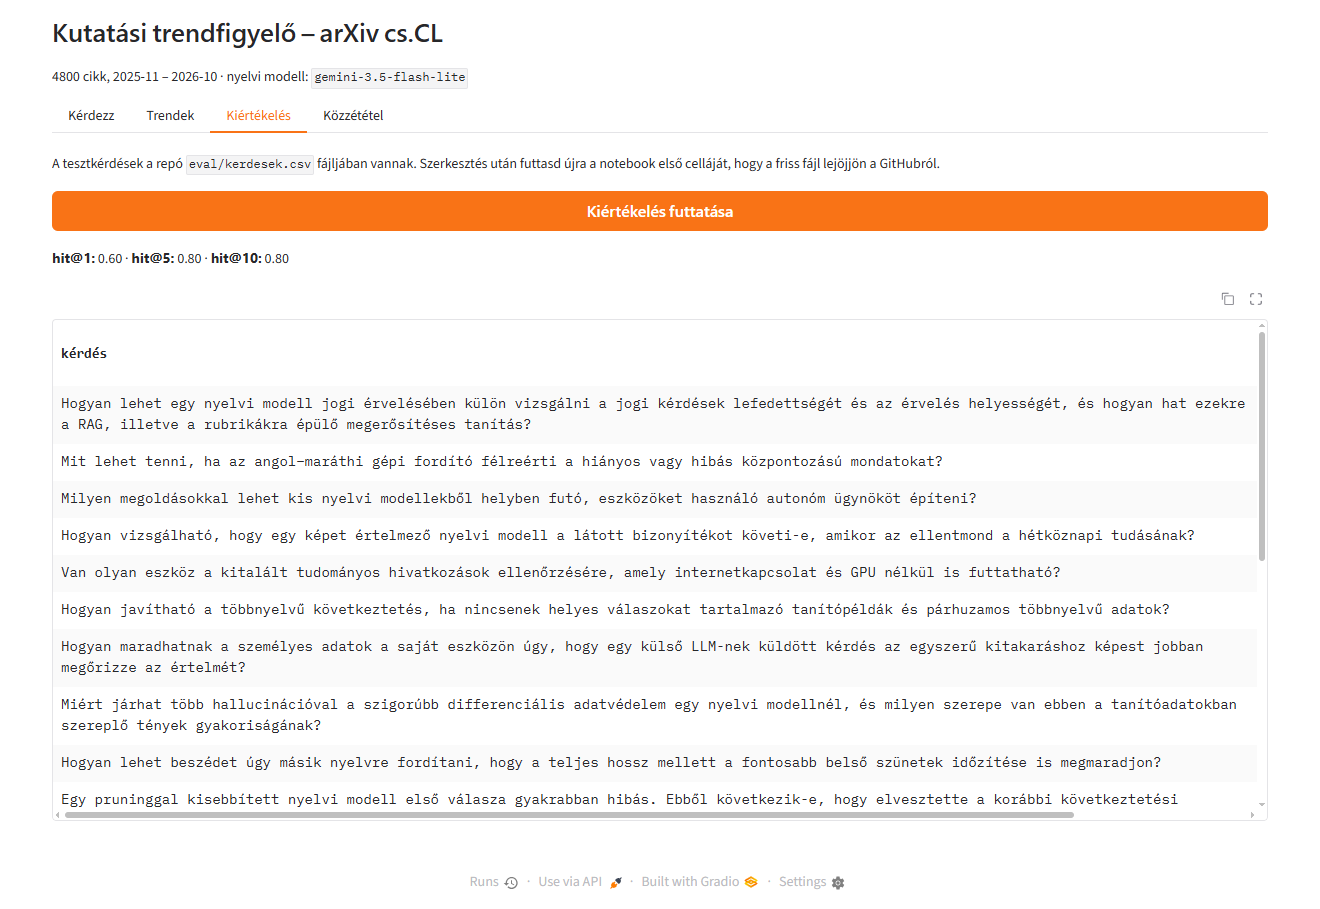 Kutatási trendfigyelő – arXiv cs.CL
4800 cikk, 2025-11 – 2026-10 · nyelvi modell: gemini-3.5-flash-lite
Kérdezz Trendek Kiértékelés Közzététel
A tesztkérdések a repó eval/kerdesek.csv fájljában vannak. Szerkesztés után futtasd újra a notebook első celláját, hogy a friss fájl lejöjjön a GitHubról.
Kiértékelés futtatása
hit@1: 0.60 · hit@5: 0.80 · hit@10: 0.80
kérdés
Hogyan lehet egy nyelvi modell jogi érvelésében külön vizsgálni a jogi kérdések lefedettségét és az érvelés helyességét, és hogyan hat ezekre
a RAG, illetve a rubrikákra épülő megerősítéses tanítás?
Mit lehet tenni, ha az angol–maráthi gépi fordító félreérti a hiányos vagy hibás központozású mondatokat?
Milyen megoldásokkal lehet kis nyelvi modellekből helyben futó, eszközöket használó autonóm ügynököt építeni?
Hogyan vizsgálható, hogy egy képet értelmező nyelvi modell a látott bizonyítékot követi-e, amikor az ellentmond a hétköznapi tudásának?
Van olyan eszköz a kitalált tudományos hivatkozások ellenőrzésére, amely internetkapcsolat és GPU nélkül is futtatható?
Hogyan javítható a többnyelvű következtetés, ha nincsenek helyes válaszokat tartalmazó tanítópéldák és párhuzamos többnyelvű adatok?
Hogyan maradhatnak a személyes adatok a saját eszközön úgy, hogy egy külső LLM-nek küldött kérdés az egyszerű kitakaráshoz képest jobban
megőrizze az értelmét?
Miért járhat több hallucinációval a szigorúbb differenciális adatvédelem egy nyelvi modellnél, és milyen szerepe van ebben a tanítóadatokban
szereplő tények gyakoriságának?
Hogyan lehet beszédet úgy másik nyelvre fordítani, hogy a teljes hossz mellett a fontosabb belső szünetek időzítése is megmaradjon?
Egy pruninggal kisebbített nyelvi modell első válasza gyakrabban hibás. Ebből következik-e, hogy elvesztette a korábbi következtetési
Runs · Use via API · Built with Gradio · Settings